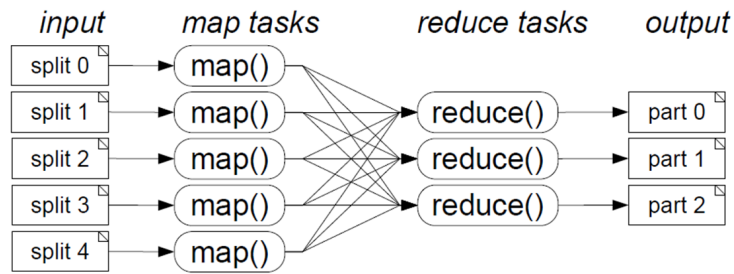 input map tasks reduce tasks output
split 0 map()
split 1 map() reduce() part 0
split 2 map() reduce() part 1
split 3 map() reduce() part 2
split 4 map()